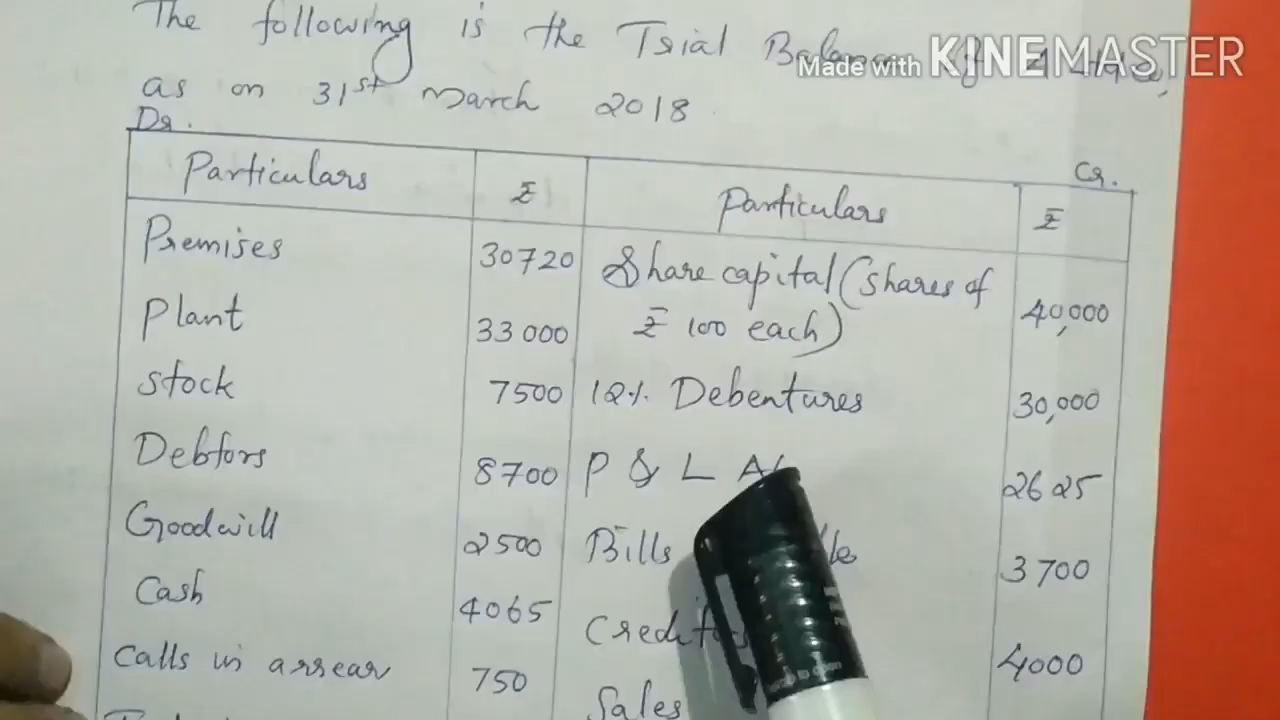 The following is the Trial
Made with KINEMASTER
as on 31st March 2018
Dr.
Cr.
Particulars ₹ Particulars ₹
Premises 30720 Share capital (shares of
₹ 100 each) 40,000
Plant 33000
Stock 7500 12% Debentures 30,000
Debtors 8700 P & L 2625
Goodwill 2500 Bills 3700
Cash 4065 4000
Calls in arrear 750 Sales